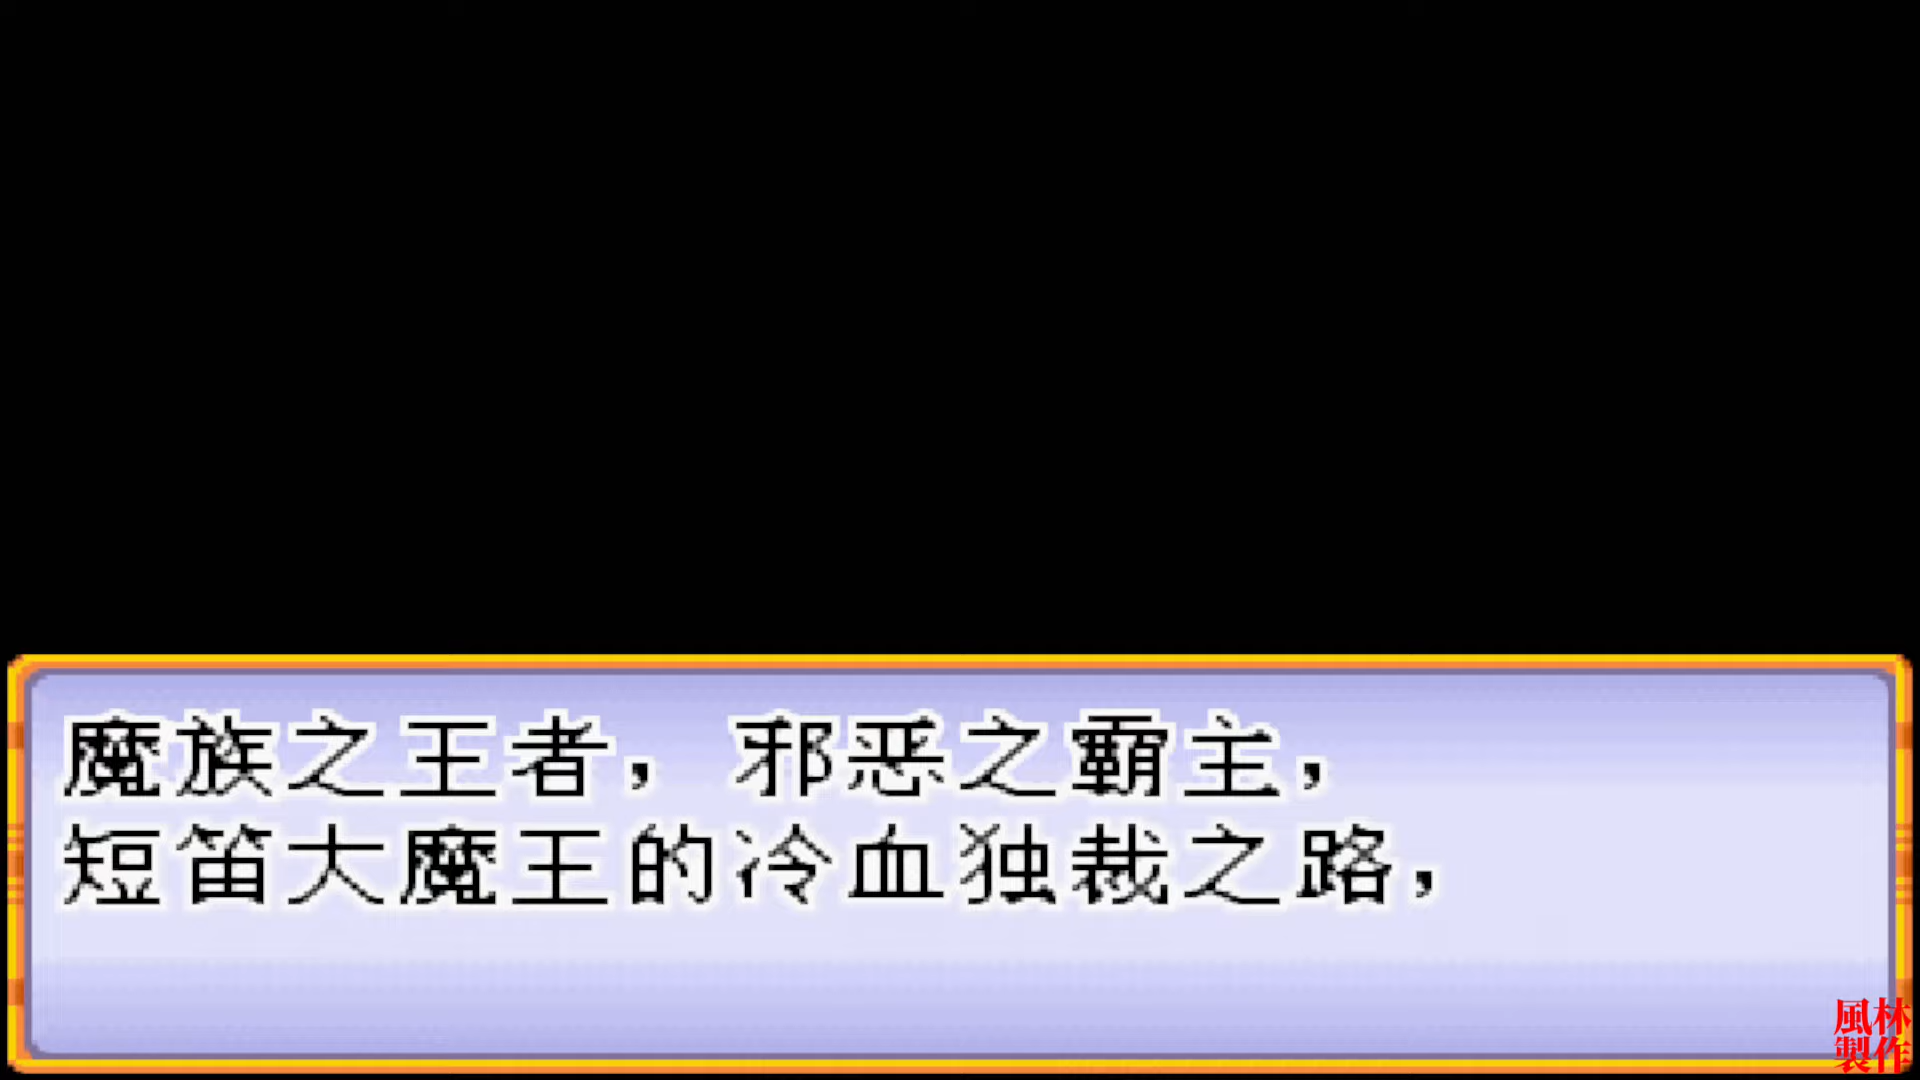 魔族之王者，邪恶之霸主，
短笛大魔王的冷血独裁之路，
風林
製作